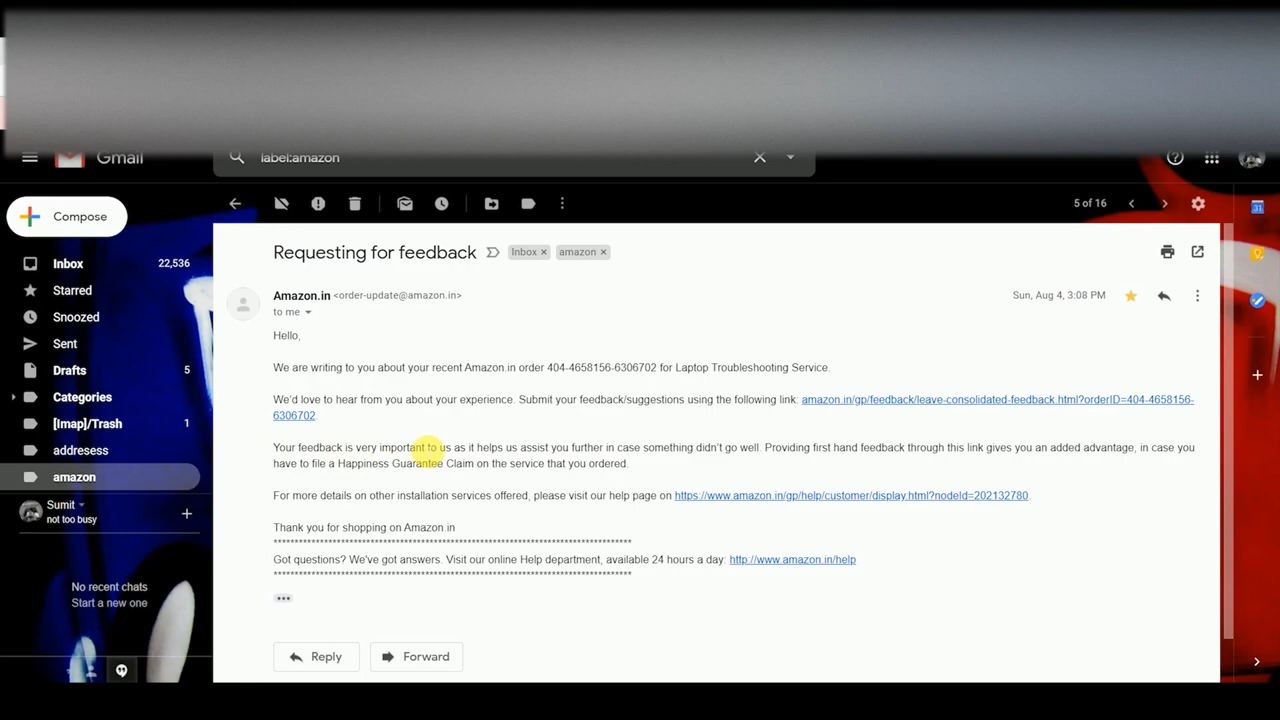 Gmail
label:amazon
Compose
5 of 16
Inbox 22,536
Starred
Snoozed
Sent
Drafts 5
Categories
[Imap]/Trash 1
addresess
amazon
Sumit
not too busy
No recent chats
Start a new one
Requesting for feedback Inbox × amazon ×
Amazon.in <order-update@amazon.in> Sun, Aug 4, 3:08 PM
to me
Hello,
We are writing to you about your recent Amazon.in order 404-4658156-6306702 for Laptop Troubleshooting Service.
We'd love to hear from you about your experience. Submit your feedback/suggestions using the following link: amazon.in/gp/feedback/leave-consolidated-feedback.html?orderID=404-4658156-
6306702.
Your feedback is very important to us as it helps us assist you further in case something didn't go well. Providing first hand feedback through this link gives you an added advantage, in case you
have to file a Happiness Guarantee Claim on the service that you ordered.
For more details on other installation services offered, please visit our help page on https://www.amazon.in/gp/help/customer/display.html?nodeId=202132780.
Thank you for shopping on Amazon.in
*************************************************************************************
Got questions? We've got answers. Visit our online Help department, available 24 hours a day: http://www.amazon.in/help
*************************************************************************************
Reply
Forward
31